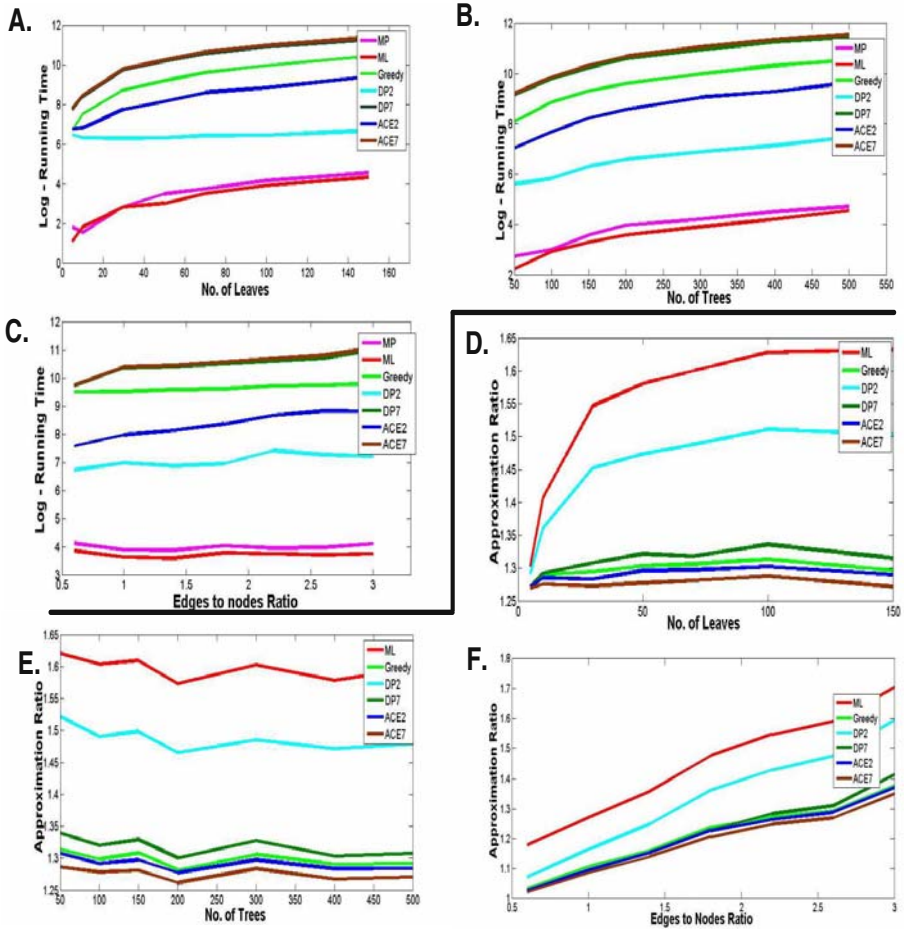 A.
Log - Running Time
12
10
8
6
4
2
0
0 20 40 60 80 100 120 140 160
No. of Leaves
MP
ML
Greedy
DP2
DP7
ACE2
ACE7
B.
Log - Running Time
12
10
8
6
4
2
50 100 150 200 300 400 500 550
No. of Trees
MP
ML
Greedy
DP2
DP7
ACE2
ACE7
C.
Log - Running Time
12
11
10
9
8
7
6
5
4
3
0.5 1 1.5 2 2.5 3
Edges to nodes Ratio
MP
ML
Greedy
DP2
DP7
ACE2
ACE7
D.
Approximation Ratio
1.65
1.6
1.55
1.5
1.45
1.4
1.35
1.3
1.25
0 50 100 150
No. of Leaves
ML
Greedy
DP2
DP7
ACE2
ACE7
E.
Approximation Ratio
1.65
1.6
1.55
1.5
1.45
1.35
1.3
1.25
50 100 150 200 300 400 500
No. of Trees
ML
Greedy
DP2
DP7
ACE2
ACE7
F.
Approximation Ratio
1.8
1.7
1.6
1.5
1.4
1.3
1.2
1.1
1
0.5 1 1.5 2 2.5 3
Edges to Nodes Ratio
ML
Greedy
DP2
DP7
ACE2
ACE7